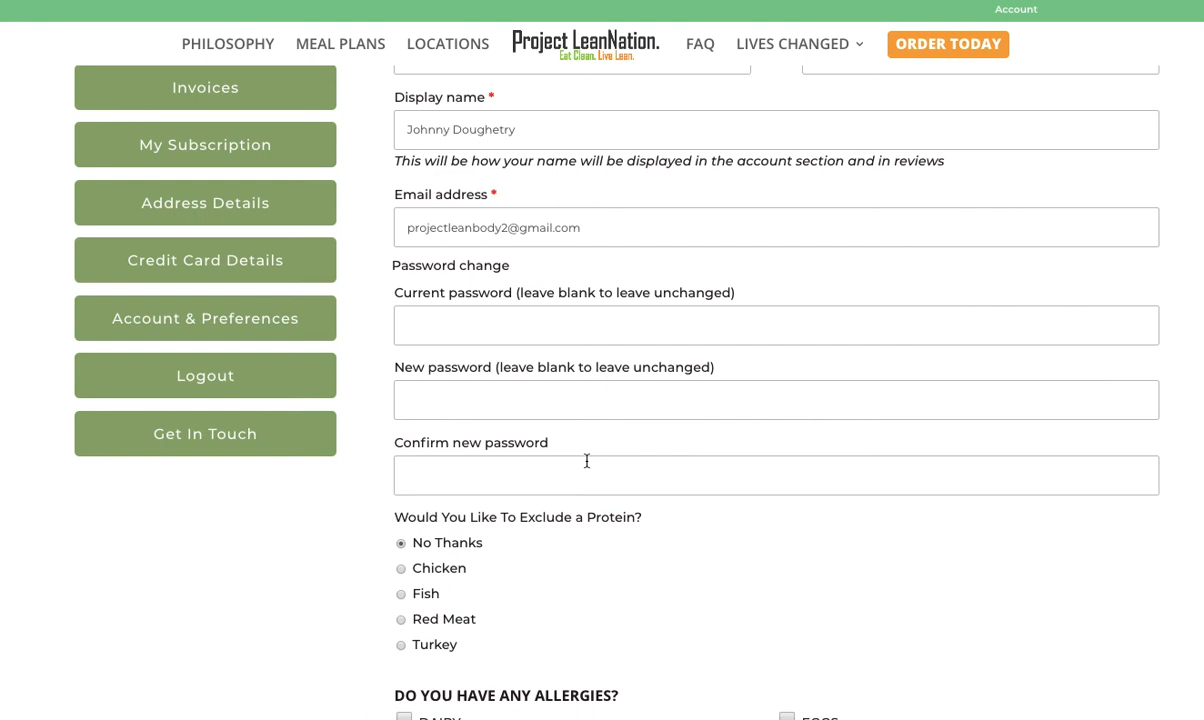 Account
PHILOSOPHY MEAL PLANS LOCATIONS Project LeanNation. FAQ LIVES CHANGED ORDER TODAY
Eat Clean. Live Lean.
Invoices
My Subscription
Address Details
Credit Card Details
Account & Preferences
Logout
Get In Touch
Display name *
Johnny Doughetry
This will be how your name will be displayed in the account section and in reviews
Email address *
projectleanbody2@gmail.com
Password change
Current password (leave blank to leave unchanged)
New password (leave blank to leave unchanged)
Confirm new password
Would You Like To Exclude a Protein?
No Thanks
Chicken
Fish
Red Meat
Turkey
DO YOU HAVE ANY ALLERGIES?
DAIRY EGGS